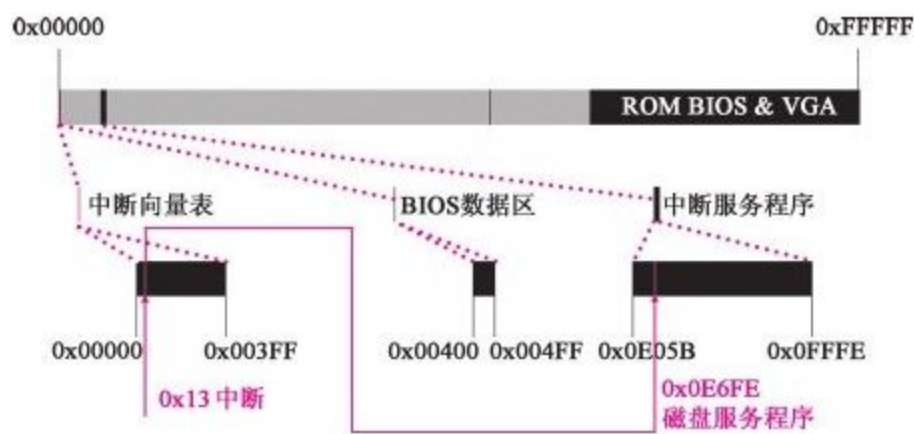 0x00000
0xFFFFF
ROM BIOS & VGA
中断向量表
BIOS数据区
中断服务程序
0x00000
0x003FF
0x00400
0x004FF
0x0E05B
0x0FFFE
0x13 中断
0x0E6FE
磁盘服务程序